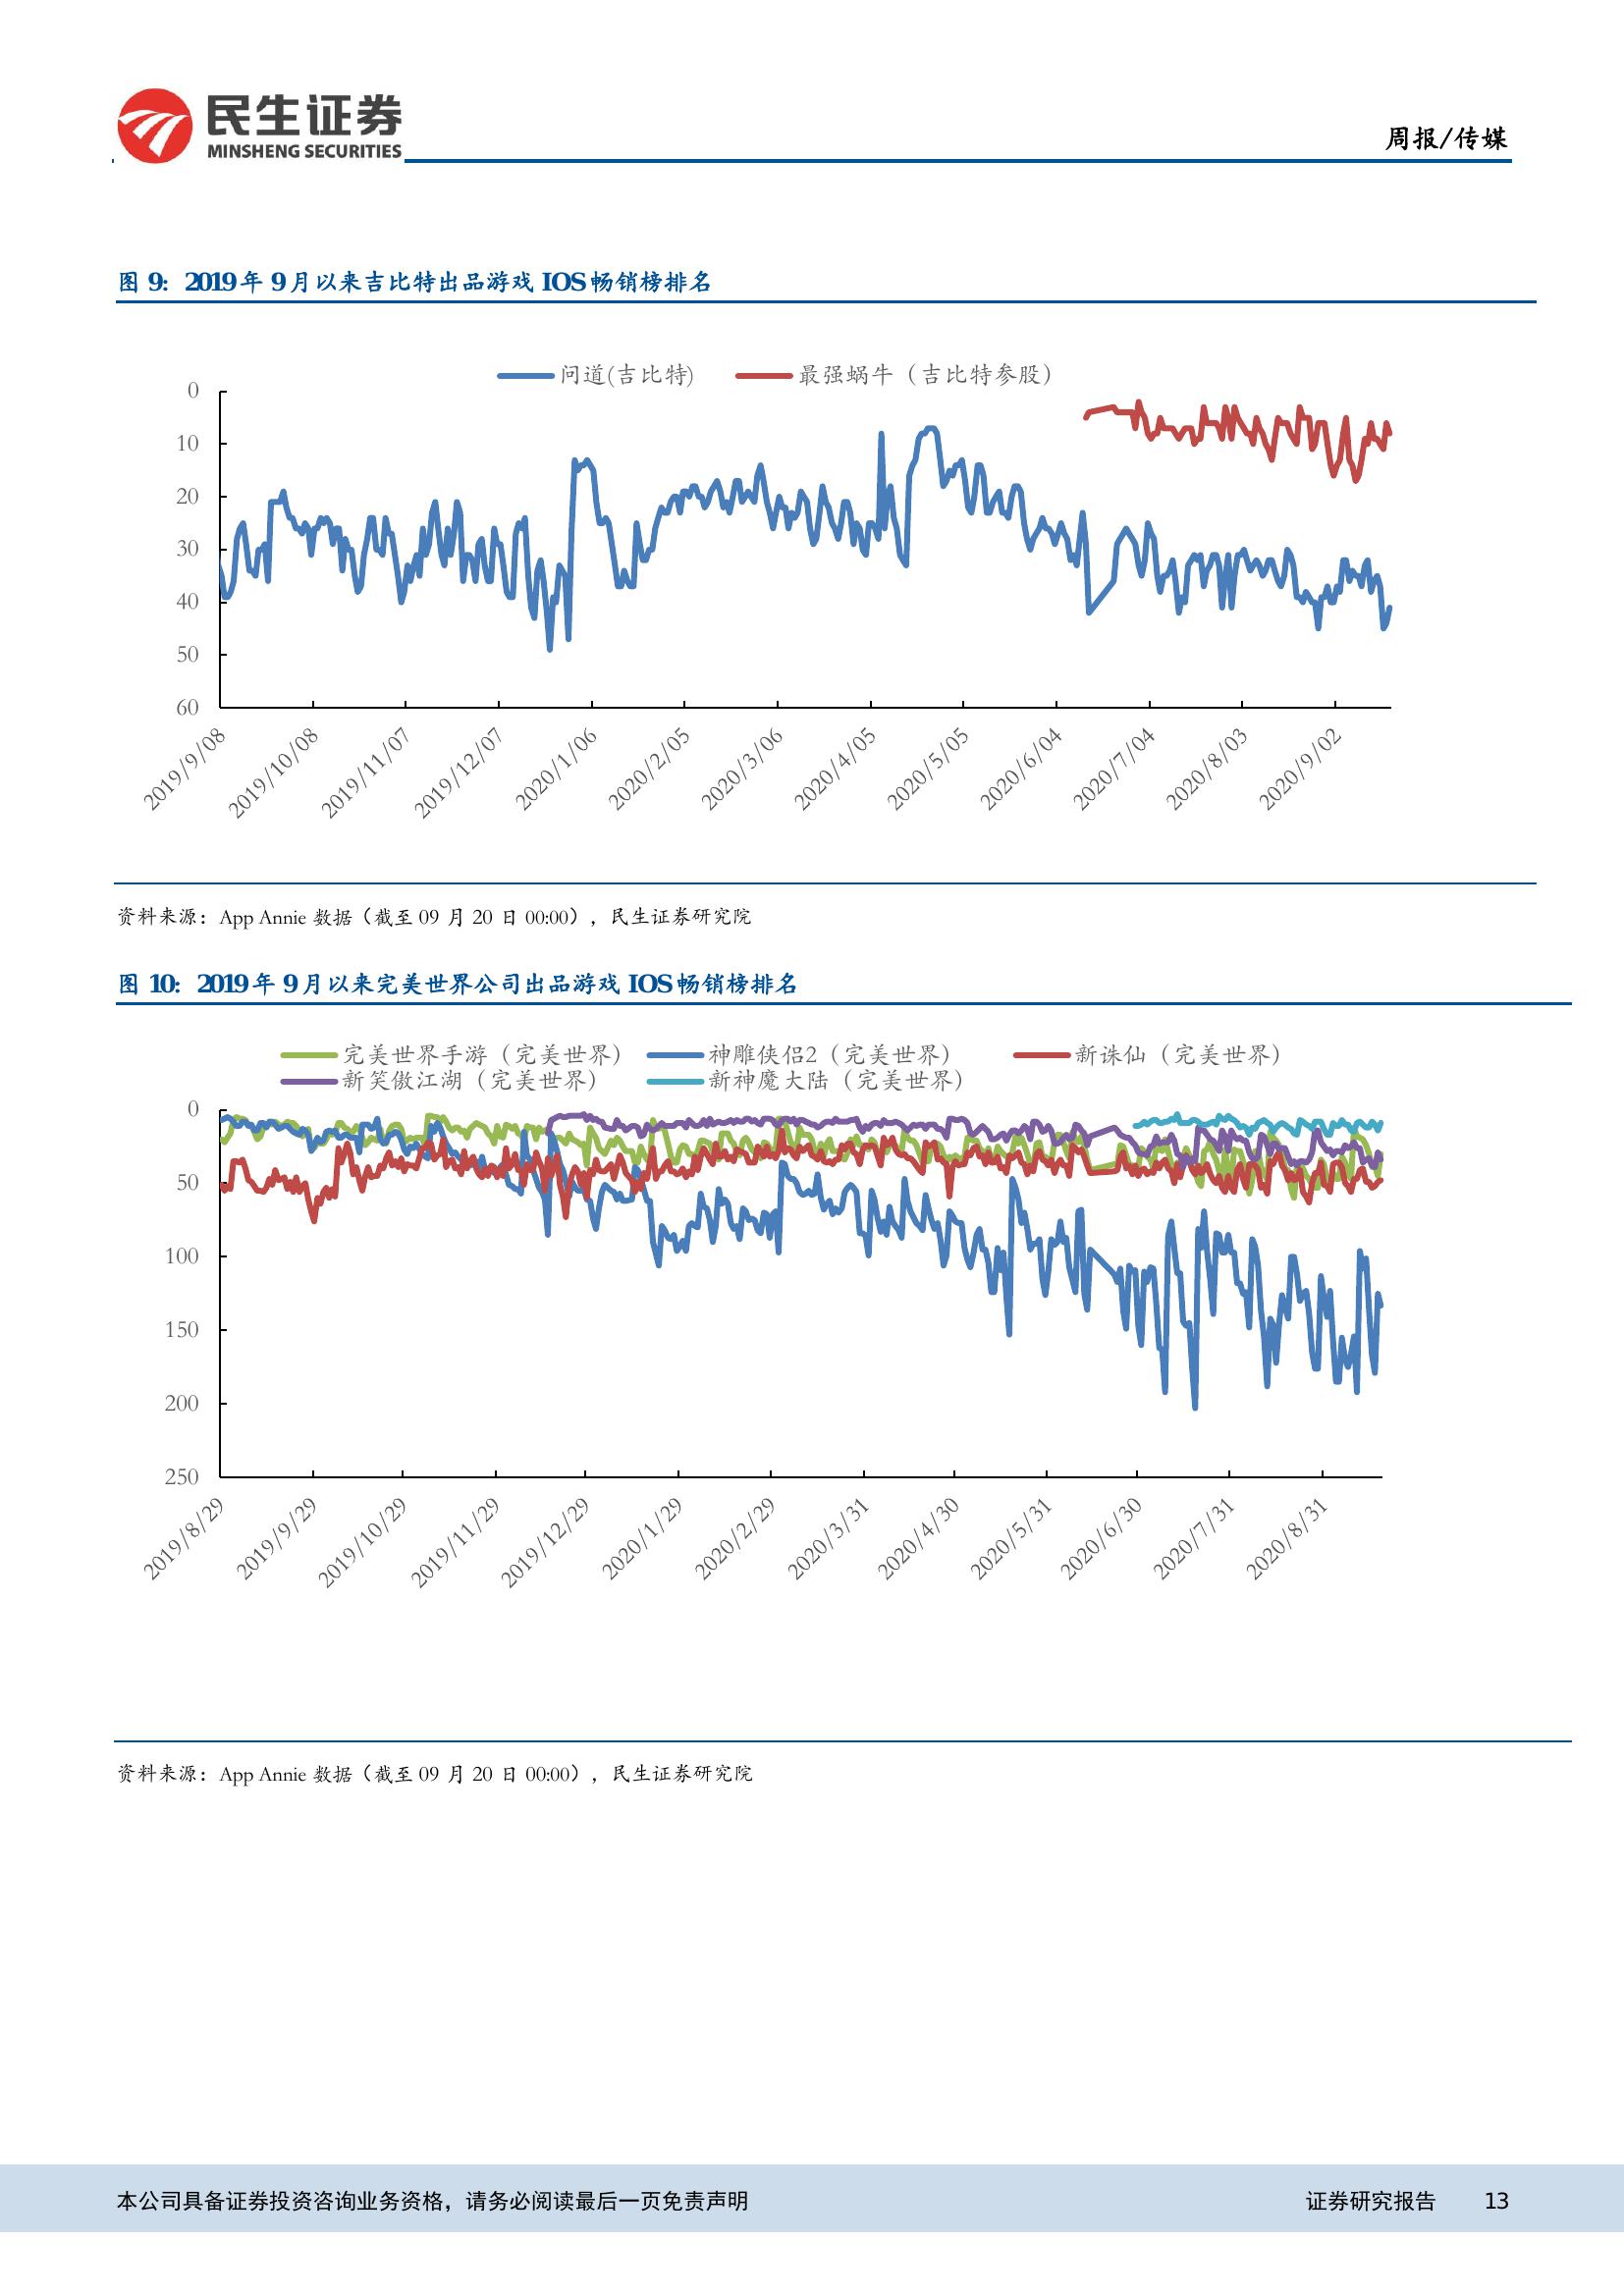 民生证券
MINSHENG SECURITIES
周报/传媒
图 9: 2019 年 9 月以来吉比特出品游戏 IOS 畅销榜排名
问道(吉比特) 最强蜗牛（吉比特参股）
0
10
20
30
40
50
60
2019/9/08 2019/10/08 2019/11/07 2019/12/07 2020/1/06 2020/2/05 2020/3/06 2020/4/05 2020/5/05 2020/6/04 2020/7/04 2020/8/03 2020/9/02
资料来源：App Annie 数据（截至 09 月 20 日 00:00），民生证券研究院
图 10: 2019 年 9 月以来完美世界公司出品游戏 IOS 畅销榜排名
完美世界手游（完美世界） 神雕侠侣2（完美世界） 新诛仙（完美世界）
新笑傲江湖（完美世界） 新神魔大陆（完美世界）
0
50
100
150
200
250
2019/8/29 2019/9/29 2019/10/29 2019/11/29 2019/12/29 2020/1/29 2020/2/29 2020/3/31 2020/4/30 2020/5/31 2020/6/30 2020/7/31 2020/8/31
资料来源：App Annie 数据（截至 09 月 20 日 00:00），民生证券研究院
本公司具备证券投资咨询业务资格，请务必阅读最后一页免责声明 证券研究报告 13